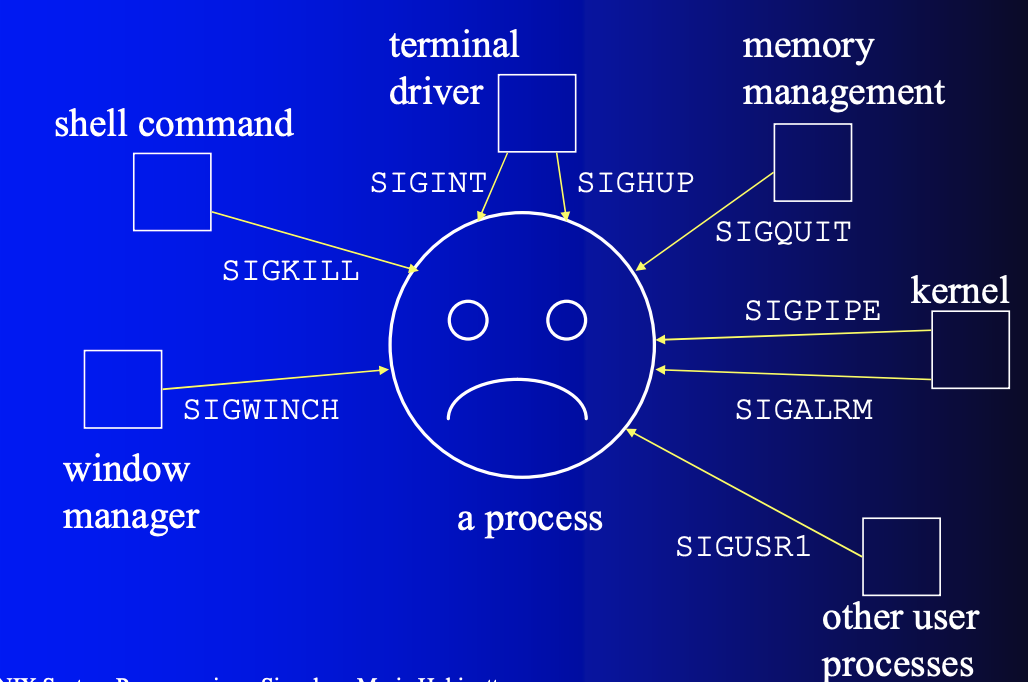 terminal
driver
memory
management
shell command
SIGINT
SIGHUP
SIGQUIT
SIGKILL
kernel
SIGPIPE
SIGWINCH
SIGALRM
window
manager
a process
SIGUSR1
other user
processes